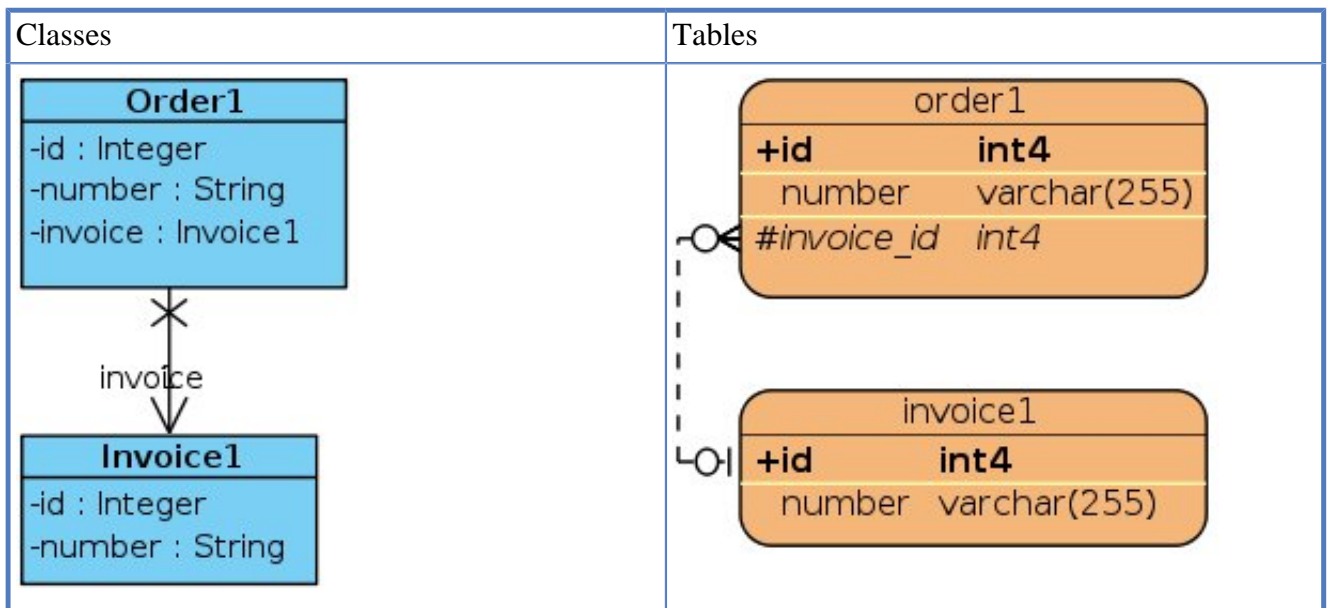 Classes
Tables
Order1
-id : Integer
-number : String
-invoice : Invoice1
invoice
Invoice1
-id : Integer
-number : String
order1
+id int4
number varchar(255)
#invoice_id int4
invoice1
+id int4
number varchar(255)